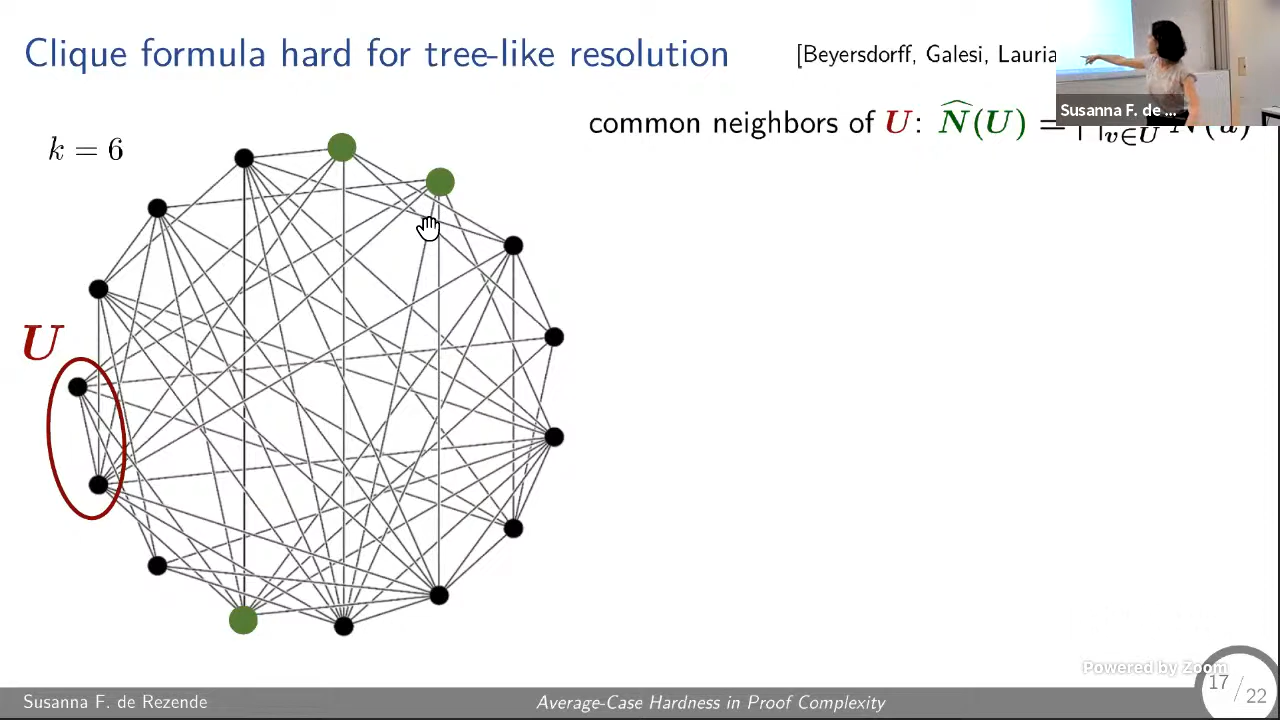 Clique formula hard for tree-like resolution
[Beyersdorff, Galesi, Lauria
Susanna F. de ...
common neighbors of U: N̂(U) = ⋂_{v∈U}
k = 6
U
Powered by Zoom
17/22
Susanna F. de Rezende
Average-Case Hardness in Proof Complexity